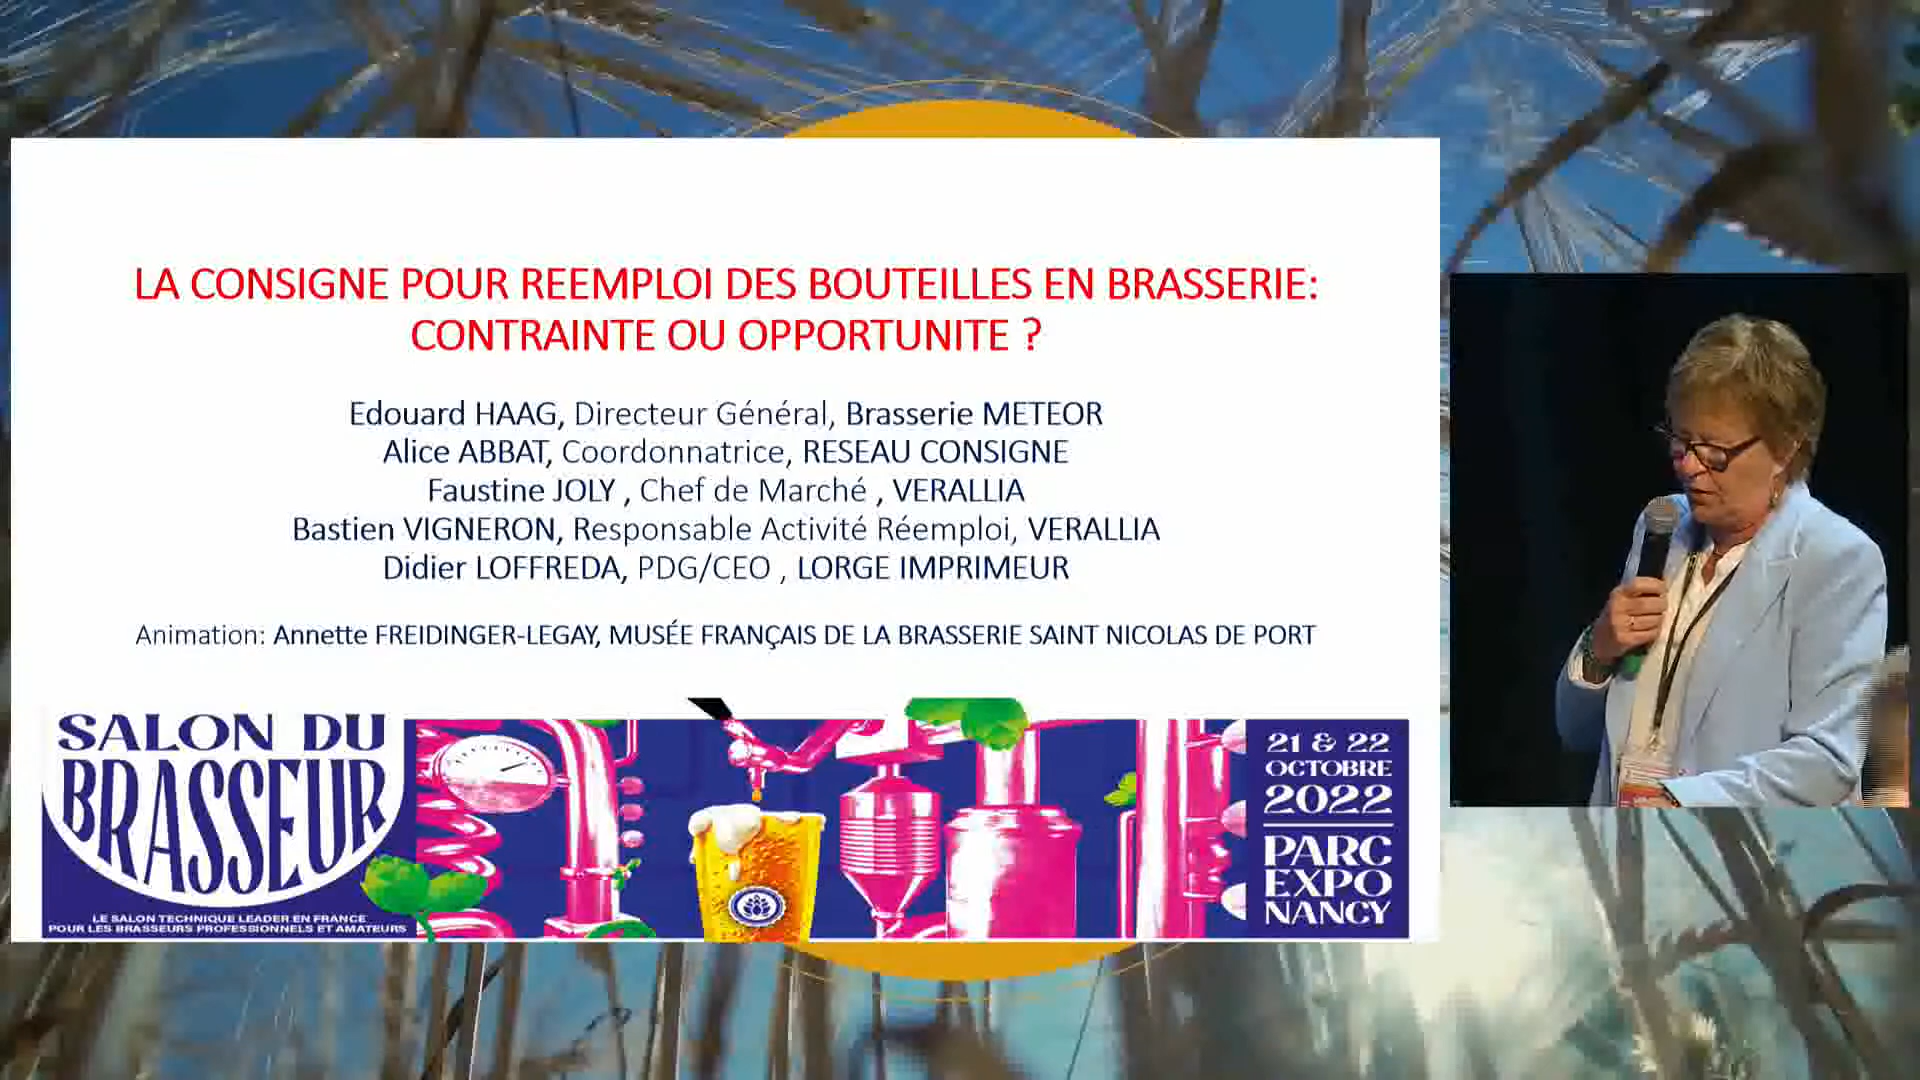 LA CONSIGNE POUR REEMPLOI DES BOUTEILLES EN BRASSERIE:
CONTRAINTE OU OPPORTUNITE ?
Edouard HAAG, Directeur Général, Brasserie METEOR
Alice ABBAT, Coordonnatrice, RESEAU CONSIGNE
Faustine JOLY , Chef de Marché , VERALLIA
Bastien VIGNERON, Responsable Activité Réemploi, VERALLIA
Didier LOFFREDA, PDG/CEO , LORGE IMPRIMEUR
Animation: Annette FREIDINGER-LEGAY, MUSÉE FRANÇAIS DE LA BRASSERIE SAINT NICOLAS DE PORT
SALON DU
BRASSEUR
LE SALON TECHNIQUE LEADER EN FRANCE
POUR LES BRASSEURS PROFESSIONNELS ET AMATEURS
21 & 22
OCTOBRE
2022
PARC
EXPO
NANCY